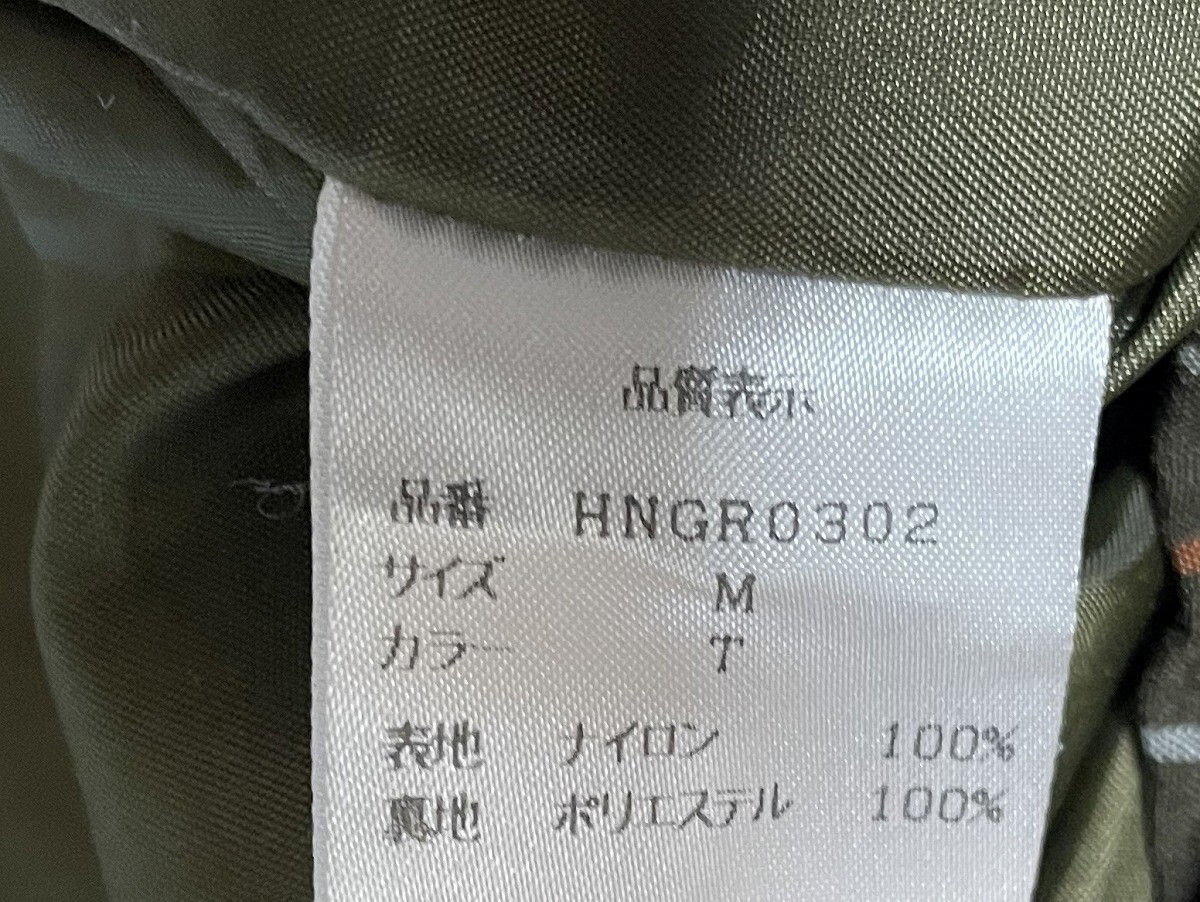 品質表示
品番 HNGR0302
サイズ M
カラー T
表地 ナイロン 100%
裏地 ポリエステル 100%